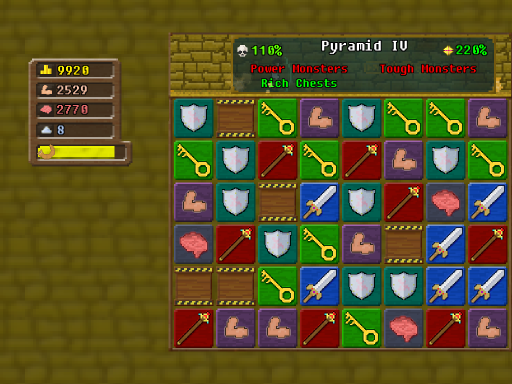 Pyramid IV
110%
220%
Power Monsters
Tough Monsters
Rich Chests
9920
2529
2770
8